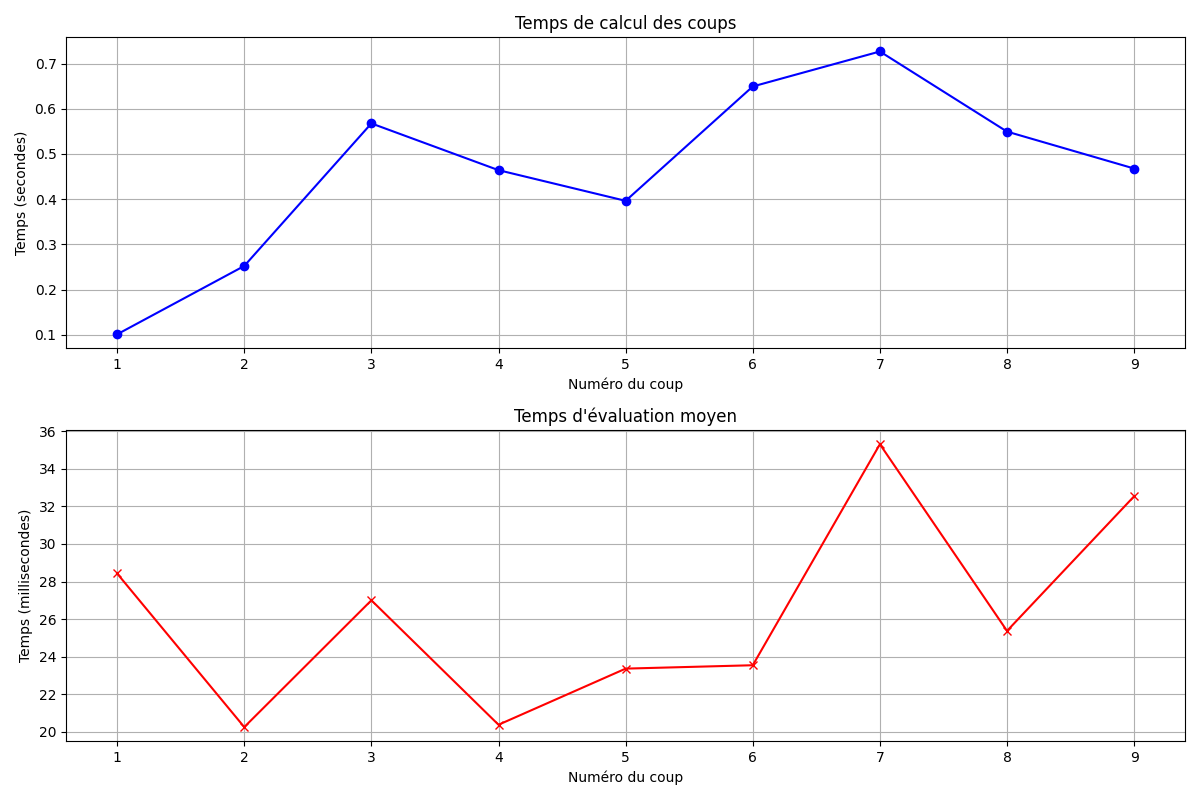 Temps de calcul des coups
0.7
0.6
0.5
0.4
0.3
0.2
0.1
Temps (secondes)
1 2 3 4 5 6 7 8 9
Numéro du coup
Temps d'évaluation moyen
36
34
32
30
28
26
24
22
20
Temps (millisecondes)
1 2 3 4 5 6 7 8 9
Numéro du coup